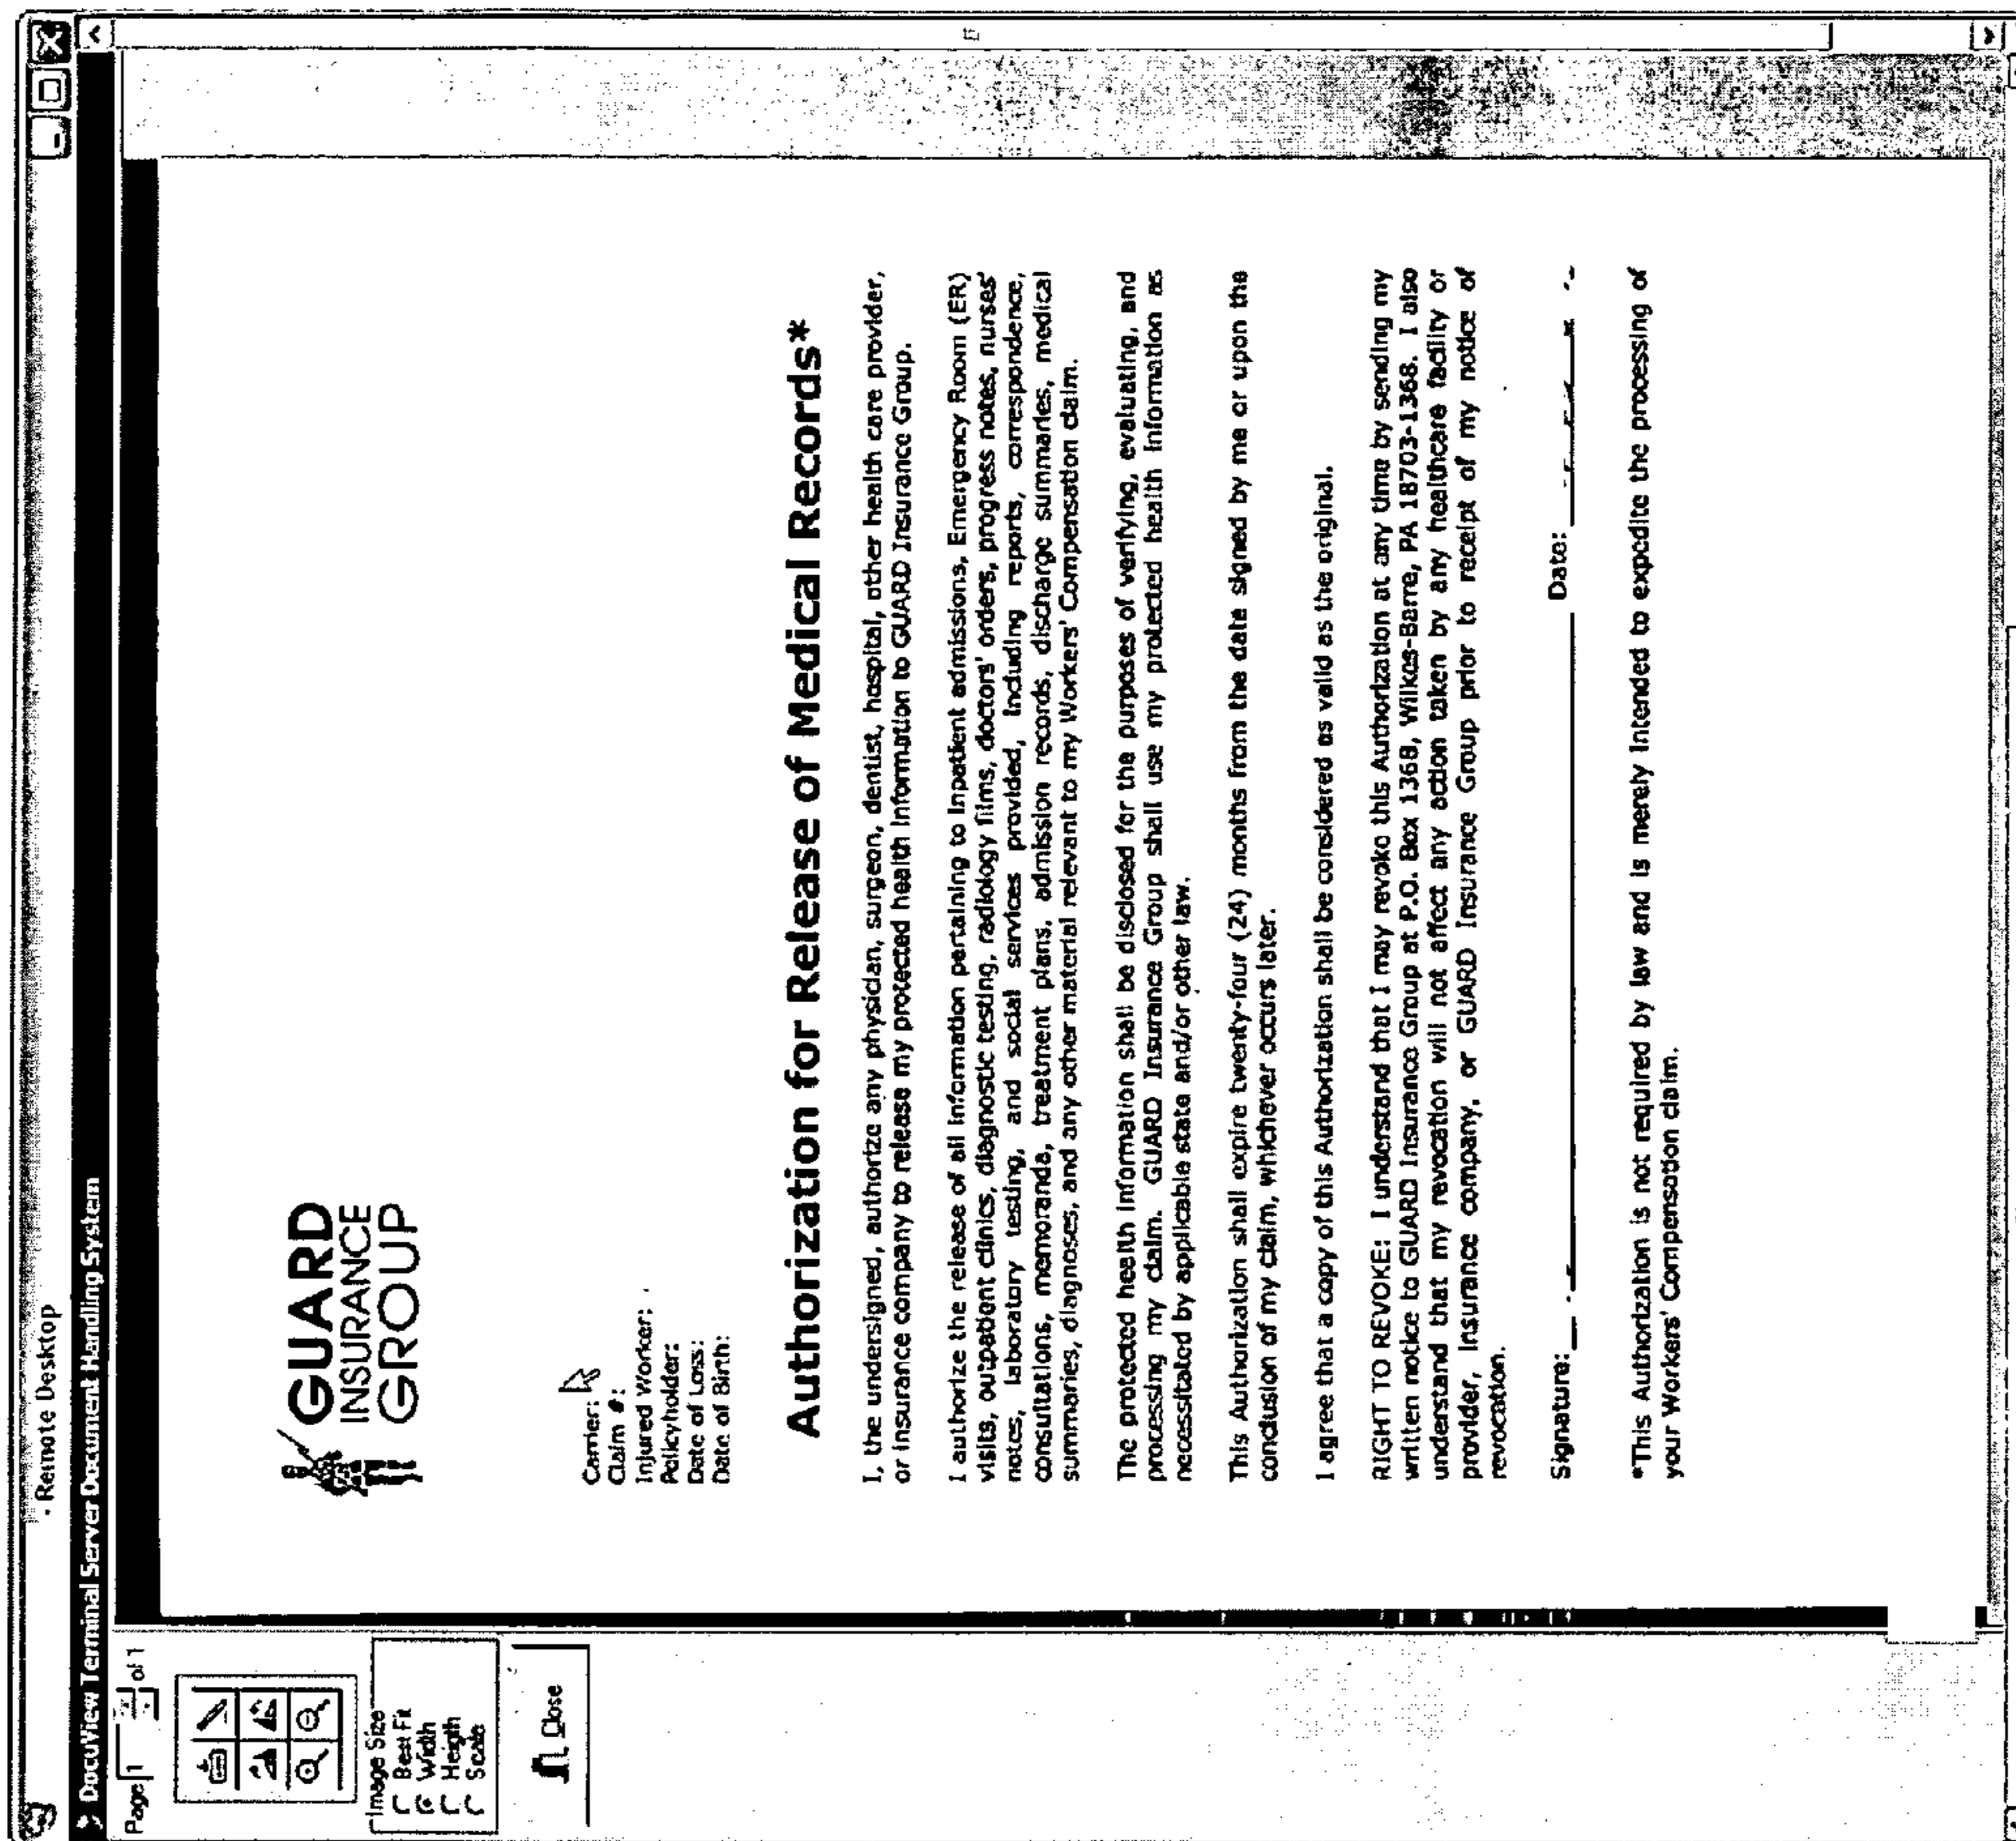 - Remote Desktop
DocuView Terminal Server Document Handling System
Page 1 of 1
Image Size
Best Fit
Width
Heigth
Scale
Close
GUARD
INSURANCE
GROUP
Carrier:
Claim #:
Injured Worker:
Policyholder:
Date of Loss:
Date of Birth:
Authorization for Release of Medical Records*
I, the undersigned, authorize any physician, surgeon, dentist, hospital, other health care provider,
or insurance company to release my protected health information to GUARD Insurance Group.
I authorize the release of all information pertaining to inpatient admissions, Emergency Room (ER)
visits, outpatient clinics, diagnostic testing, radiology films, doctors' orders, progress notes, nurses'
notes, laboratory testing, and social services provided, including reports, correspondence,
consultations, memoranda, treatment plans, admission records, discharge summaries, medical
summaries, diagnoses, and any other material relevant to my Workers' Compensation claim.
The protected health information shall be disclosed for the purposes of verifying, evaluating, and
processing my claim. GUARD Insurance Group shall use my protected health information as
necessitated by applicable state and/or other law.
This Authorization shall expire twenty-four (24) months from the date signed by me or upon the
conclusion of my claim, whichever occurs later.
I agree that a copy of this Authorization shall be considered as valid as the original.
RIGHT TO REVOKE: I understand that I may revoke this Authorization at any time by sending my
written notice to GUARD Insurance Group at P.O. Box 1368, Wilkes-Barre, PA 18703-1368. I also
understand that my revocation will not affect any action taken by any healthcare facility or
provider, insurance company, or GUARD Insurance Group prior to receipt of my notice of
revocation.
Signature: Date:
*This Authorization is not required by law and is merely intended to expedite the processing of
your Workers' Compensation claim.